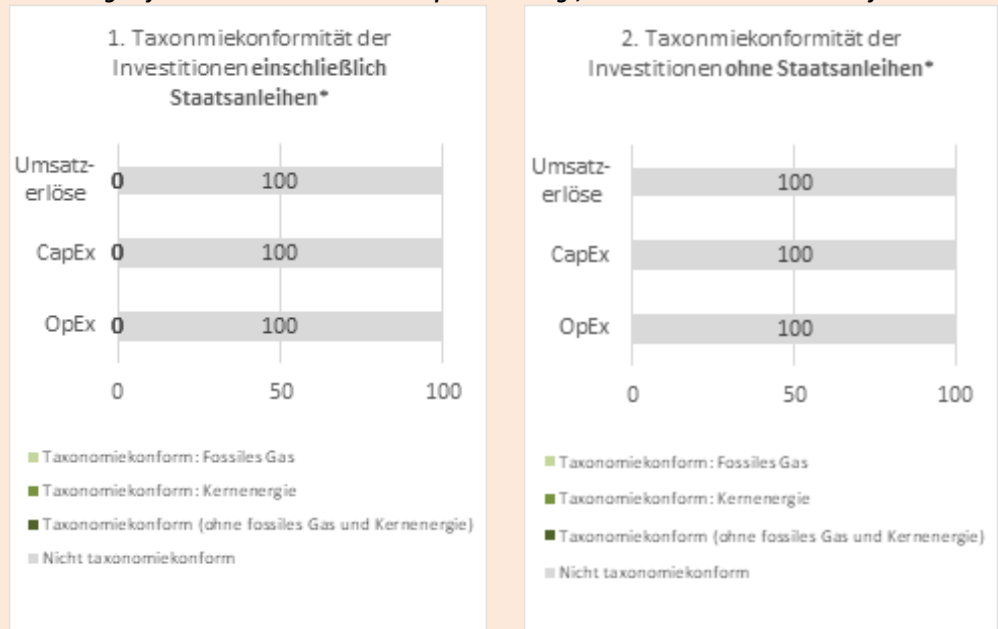 1. Taxonmiekonformität der
Investitionen einschließlich
Staatsanleihen*
Umsatz-
erlöse
0
100
CapEx
0
100
OpEx
0
100
0
50
100
Taxonomiekonform: Fossiles Gas
Taxonomiekonform: Kernenergie
Taxonomiekonform (ohne fossiles Gas und Kernenergie)
Nicht taxonomiekonform
2. Taxonmiekonformität der
Investitionen ohne Staatsanleihen*
Umsatz-
erlöse
100
CapEx
100
OpEx
100
0
50
100
Taxonomiekonform: Fossiles Gas
Taxonomiekonform: Kernenergie
Taxonomiekonform (ohne fossiles Gas und Kernenergie)
Nicht taxonomiekonform